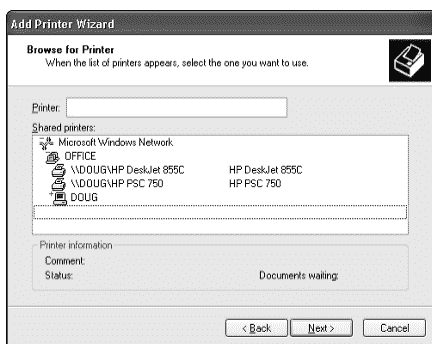 Add Printer Wizard
Browse for Printer
When the list of printers appears, select the one you want to use.
Printer:
Shared printers:
Microsoft Windows Network
OFFICE
\\DOUG\HP DeskJet 855C HP DeskJet 855C
\\DOUG\HP PSC 750 HP PSC 750
DOUG
Printer information
Comment:
Status: Documents waiting:
< Back Next > Cancel